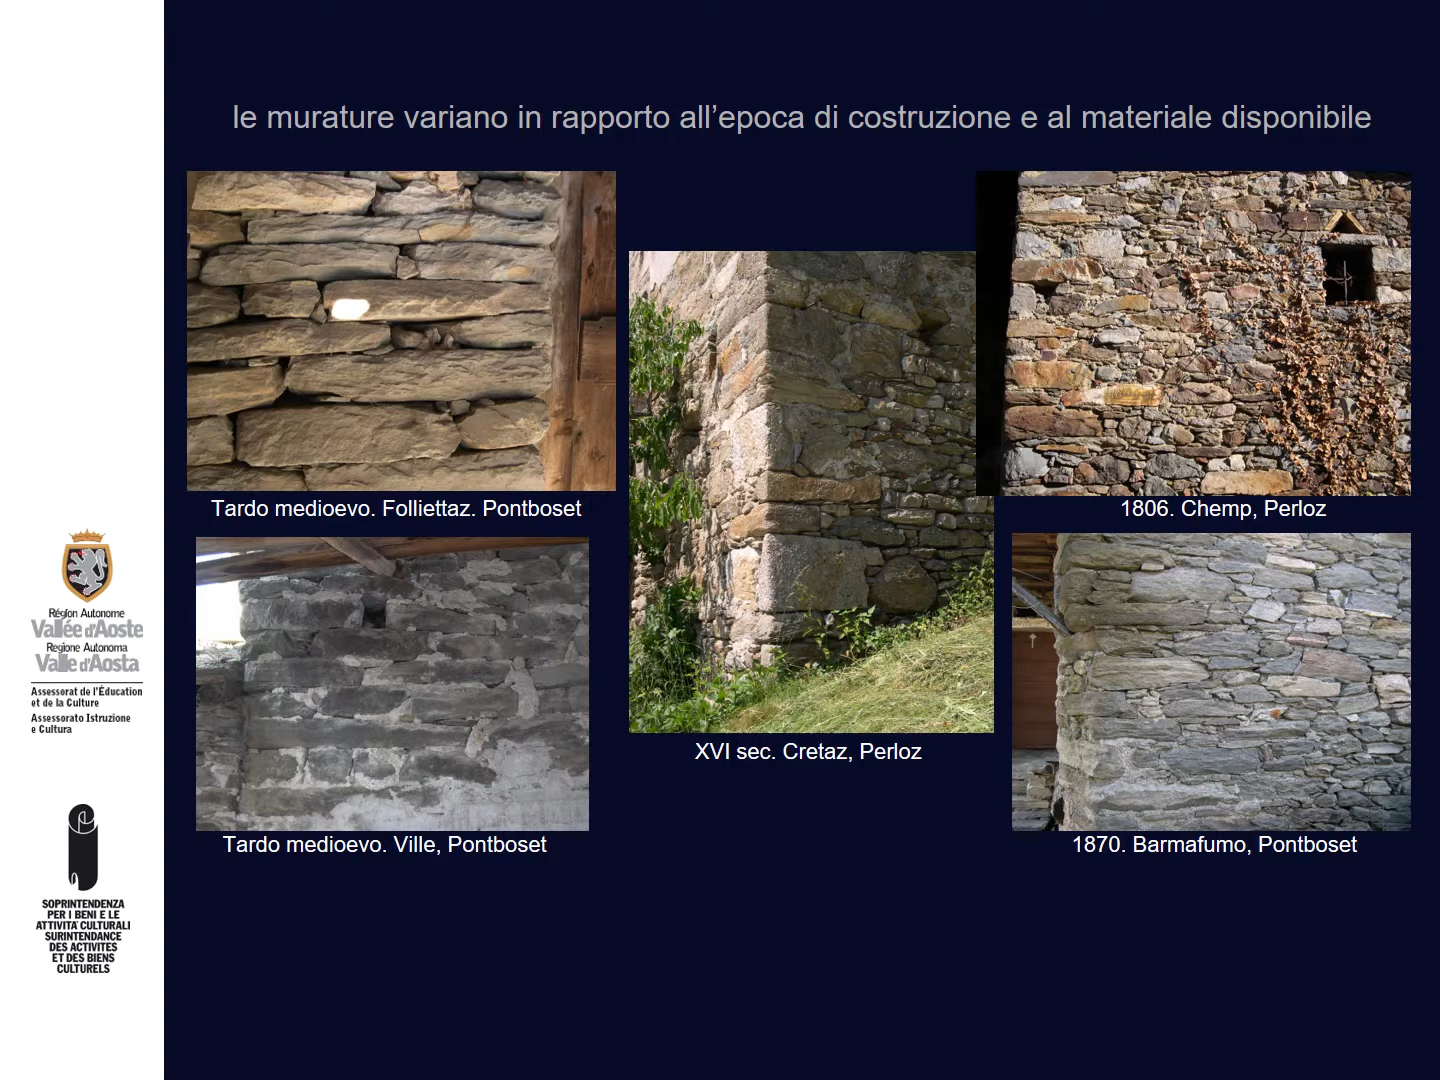 le murature variano in rapporto all’epoca di costruzione e al materiale disponibile
Tardo medioevo. Folliettaz. Pontboset
1806. Chemp, Perloz
XVI sec. Cretaz, Perloz
Tardo medioevo. Ville, Pontboset
1870. Barmafumo, Pontboset
Région Autonome
Vallée d'Aoste
Regione Autonoma
Valle d'Aosta
Assessorat de l'Éducation
et de la Culture
Assessorato Istruzione
e Cultura
SOPRINTENDENZA
PER I BENI E LE
ATTIVITA' CULTURALI
SURINTENDANCE
DES ACTIVITES
ET DES BIENS
CULTURELS